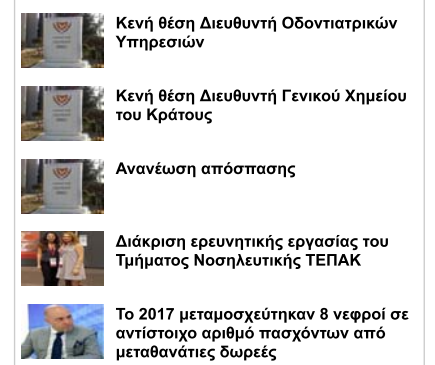 Κενή θέση Διευθυντή Οδοντιατρικών
Υπηρεσιών
Κενή θέση Διευθυντή Γενικού Χημείου
του Κράτους
Ανανέωση απόσπασης
Διάκριση ερευνητικής εργασίας του
Τμήματος Νοσηλευτικής ΤΕΠΑΚ
Το 2017 μεταμοσχεύτηκαν 8 νεφροί σε
αντίστοιχο αριθμό πασχόντων από
μεταθανάτιες δωρεές